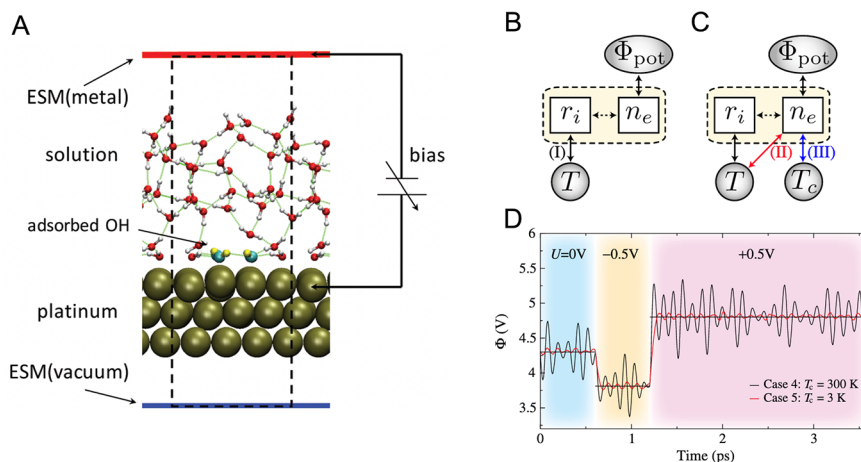 A
ESM(metal)
solution
adsorbed OH
platinum
ESM(vacuum)
bias
B
Φpot
ri
ne
(I)
T
C
Φpot
ri
ne
(II)
(III)
T
Tc
D
U=0V
−0.5V
+0.5V
Φ (V)
6
5.5
5
4.5
4
3.5
3
Case 4: Tc = 300 K
Case 5: Tc = 3 K
0
1
2
3
Time (ps)